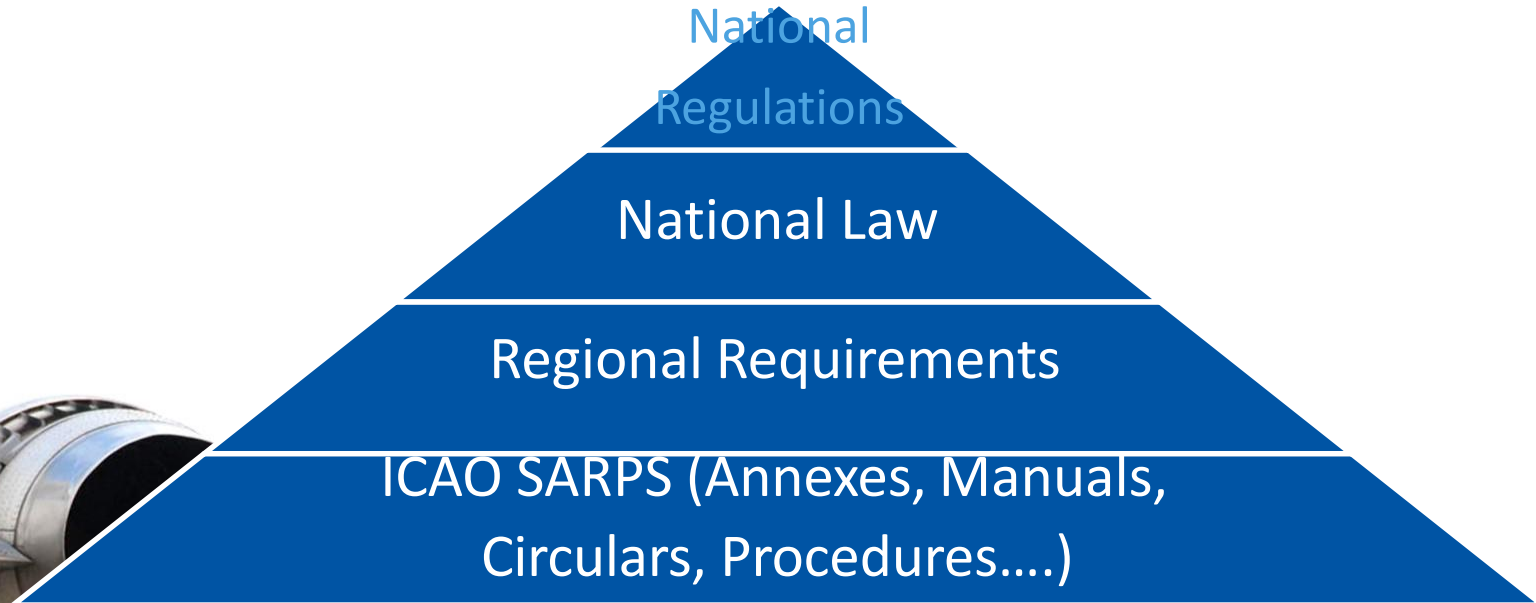 National
Regulations
National Law
Regional Requirements
ICAO SARPS (Annexes, Manuals,
Circulars, Procedures....)